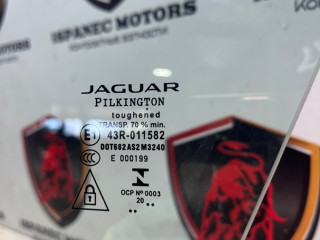 ISPANEC MOTORS
JAGUAR
PILKINGTON
toughened
TRANSP. 70 % min.
E1 43R-011582
DOT682AS2M3240
CCC E 000199
OCP Nº 0003
20